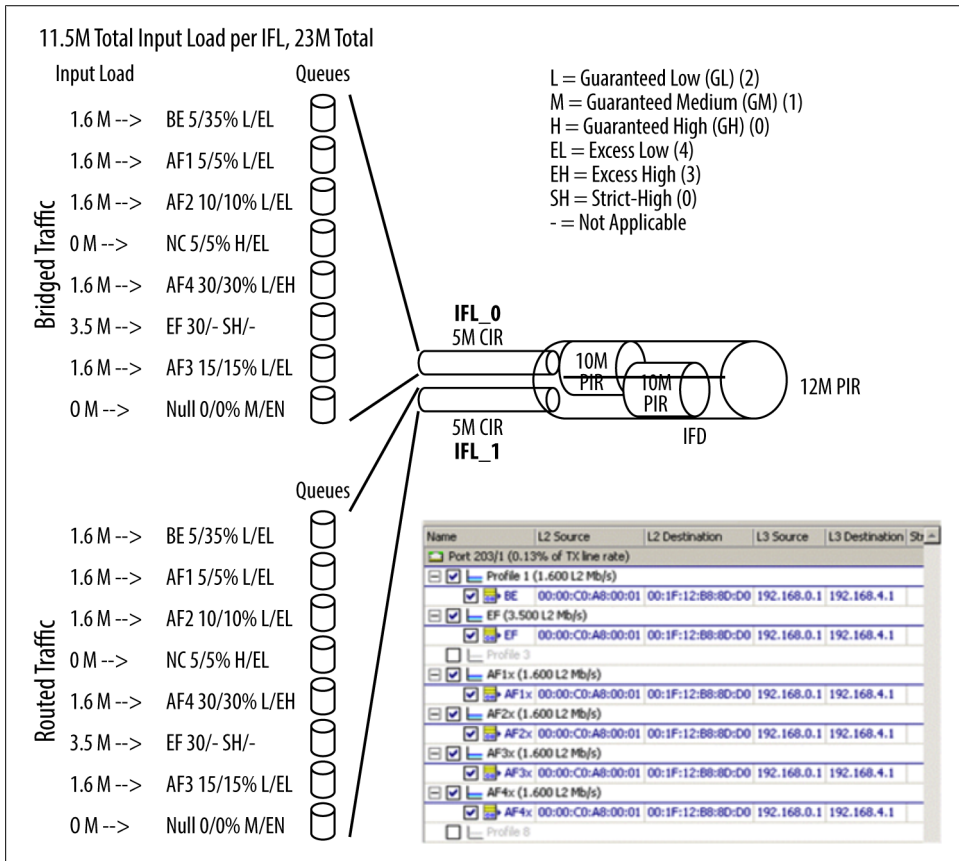 11.5M Total Input Load per IFL, 23M Total
Input Load Queues
1.6 M --> BE 5/35% L/EL
1.6 M --> AF1 5/5% L/EL
1.6 M --> AF2 10/10% L/EL
0 M --> NC 5/5% H/EL
1.6 M --> AF4 30/30% L/EH
3.5 M --> EF 30/- SH/-
1.6 M --> AF3 15/15% L/EL
0 M --> Null 0/0% M/EN
Bridged Traffic
L = Guaranteed Low (GL) (2)
M = Guaranteed Medium (GM) (1)
H = Guaranteed High (GH) (0)
EL = Excess Low (4)
EH = Excess High (3)
SH = Strict-High (0)
- = Not Applicable
IFL_0
5M CIR
10M
PIR
10M
PIR
12M PIR
IFD
5M CIR
IFL_1
Queues
1.6 M --> BE 5/35% L/EL
1.6 M --> AF1 5/5% L/EL
1.6 M --> AF2 10/10% L/EL
0 M --> NC 5/5% H/EL
1.6 M --> AF4 30/30% L/EH
3.5 M --> EF 30/- SH/-
1.6 M --> AF3 15/15% L/EL
0 M --> Null 0/0% M/EN
Routed Traffic
Name L2 Source L2 Destination L3 Source L3 Destination
Port 203/1 (0.13% of TX line rate)
Profile 1 (1.600 L2 Mb/s)
BE 00:00:C0:A8:00:01 00:1F:12:B8:8D:D0 192.168.0.1 192.168.4.1
EF (3.500 L2 Mb/s)
EF 00:00:C0:A8:00:01 00:1F:12:B8:8D:D0 192.168.0.1 192.168.4.1
Profile 3
AF1x (1.600 L2 Mb/s)
AF1x 00:00:C0:A8:00:01 00:1F:12:B8:8D:D0 192.168.0.1 192.168.4.1
AF2x (1.600 L2 Mb/s)
AF2x 00:00:C0:A8:00:01 00:1F:12:B8:8D:D0 192.168.0.1 192.168.4.1
AF3x (1.600 L2 Mb/s)
AF3x 00:00:C0:A8:00:01 00:1F:12:B8:8D:D0 192.168.0.1 192.168.4.1
AF4x (1.600 L2 Mb/s)
AF4x 00:00:C0:A8:00:01 00:1F:12:B8:8D:D0 192.168.0.1 192.168.4.1
Profile 8